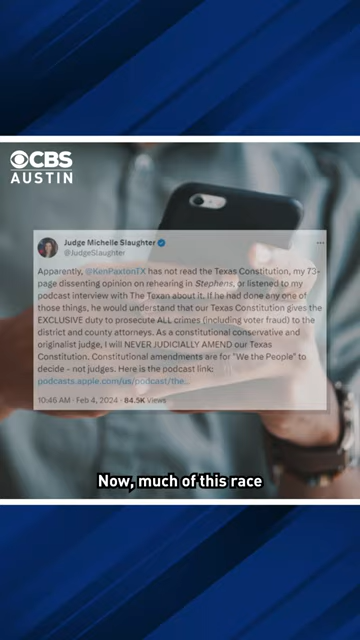 CBS
AUSTIN
Judge Michelle Slaughter
@JudgeSlaughter
Apparently, @KenPaxtonTX has not read the Texas Constitution, my 73-
page dissenting opinion on rehearing in Stephens, or listened to my
podcast interview with The Texan about it. If he had done any one of
those things, he would understand that our Texas Constitution gives the
EXCLUSIVE duty to prosecute ALL crimes (including voter fraud) to the
district and county attorneys. As a constitutional conservative and
originalist judge, I will NEVER JUDICIALLY AMEND our Texas
Constitution. Constitutional amendments are for "We the People" to
decide - not judges. Here is the podcast link:
podcasts.apple.com/us/podcast/the...
10:46 AM · Feb 4, 2024 · 84.5K Views
Now, much of this race